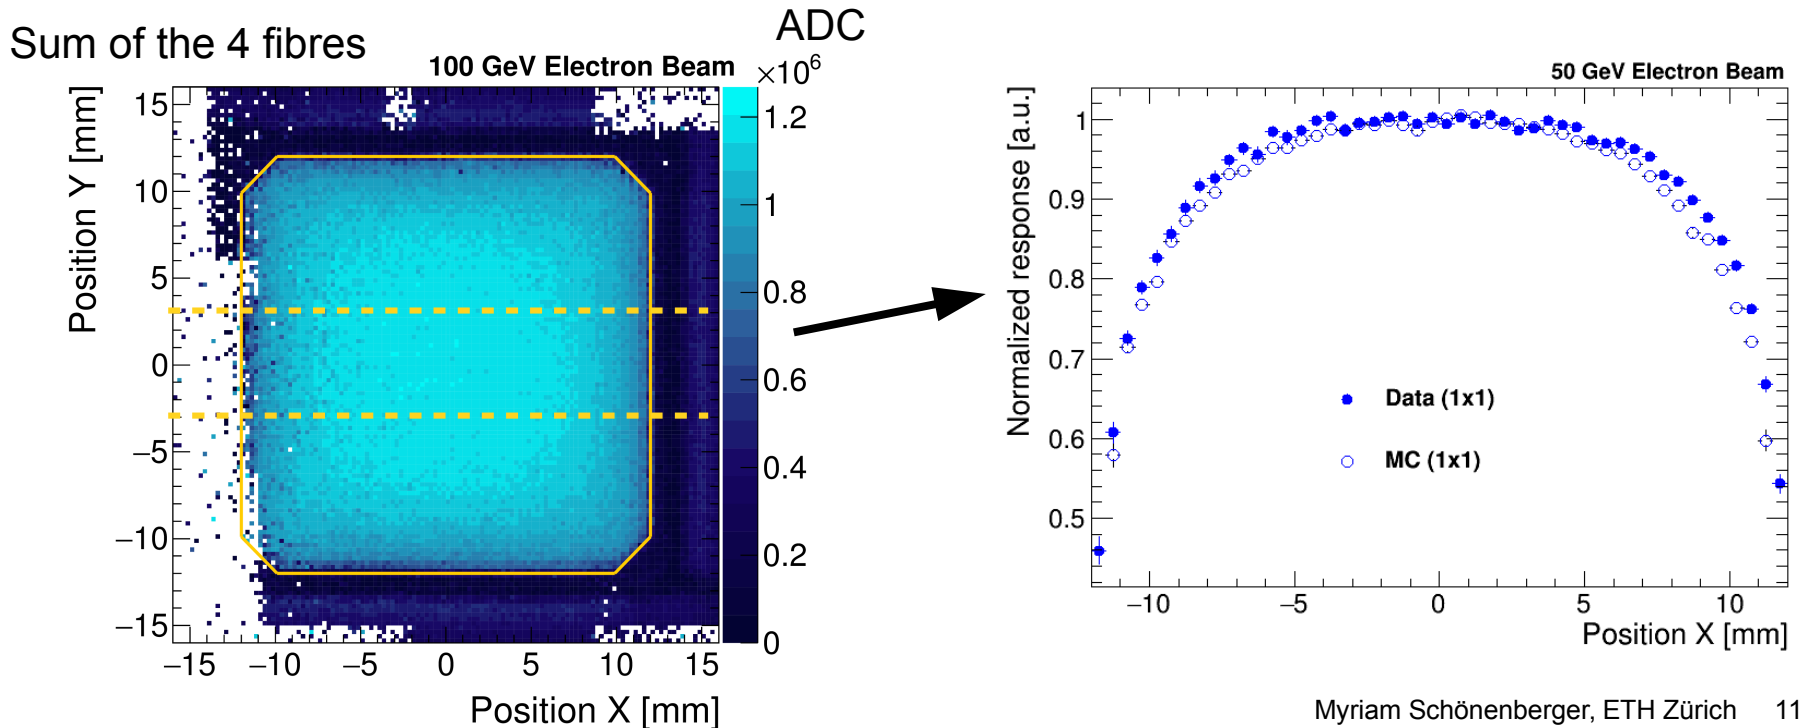 Sum of the 4 fibres
ADC
100 GeV Electron Beam
×10⁶
Position Y [mm]
15
10
5
0
−5
−10
−15
−15 −10 −5 0 5 10 15
Position X [mm]
1.2
1
0.8
0.6
0.4
0.2
0
50 GeV Electron Beam
Normalized response [a.u.]
1
0.9
0.8
0.7
0.6
0.5
Data (1x1)
MC (1x1)
−10 −5 0 5 10
Position X [mm]
Myriam Schönenberger, ETH Zürich 11